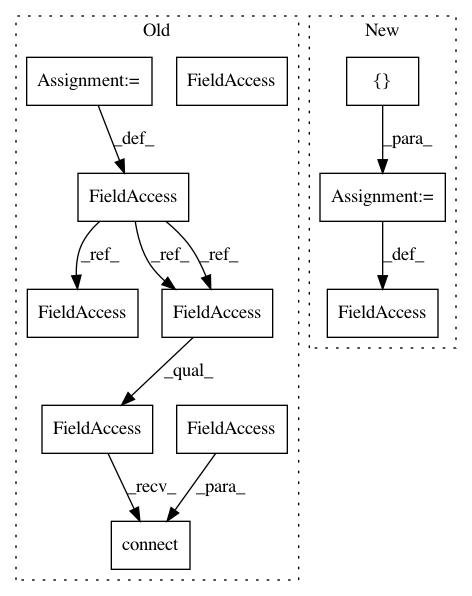 Old
New
Assignment:=
FieldAccess
{}
_def_
_para_
FieldAccess
Assignment:=
_ref_
_ref_
_ref_
_def_
FieldAccess
FieldAccess
FieldAccess
_qual_
FieldAccess
FieldAccess
_recv_
_para_
connect